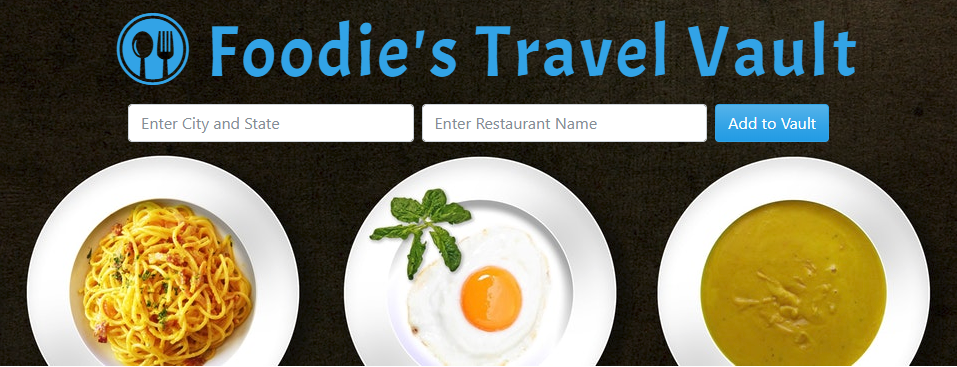 Foodie's Travel Vault
Enter City and State
Enter Restaurant Name
Add to Vault